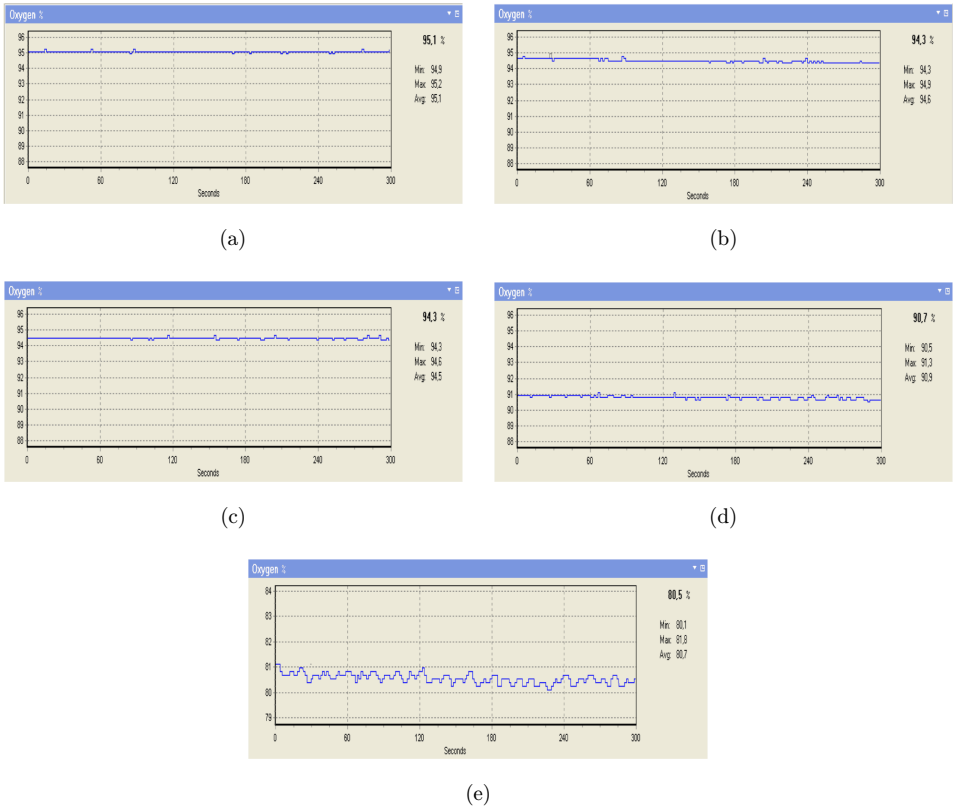 Oxygen %
95,1 %
Min: 94,9
Max: 95,2
Avg: 95,1
96
95
94
93
92
91
90
89
88
0 60 120 180 240 300
Seconds
(a)
Oxygen %
94,3 %
Min: 94,3
Max: 94,9
Avg: 94,6
96
95
94
93
92
91
90
89
88
0 60 120 180 240 300
Seconds
(b)
Oxygen %
94,3 %
Min: 94,3
Max: 94,6
Avg: 94,5
96
95
94
93
92
91
90
89
88
0 60 120 180 240 300
Seconds
(c)
Oxygen %
90,7 %
Min: 90,5
Max: 91,3
Avg: 90,9
96
95
94
93
92
91
90
89
88
0 60 120 180 240 300
Seconds
(d)
Oxygen %
80,5 %
Min: 80,1
Max: 81,8
Avg: 80,7
84
83
82
81
80
79
0 60 120 180 240 300
Seconds
(e)